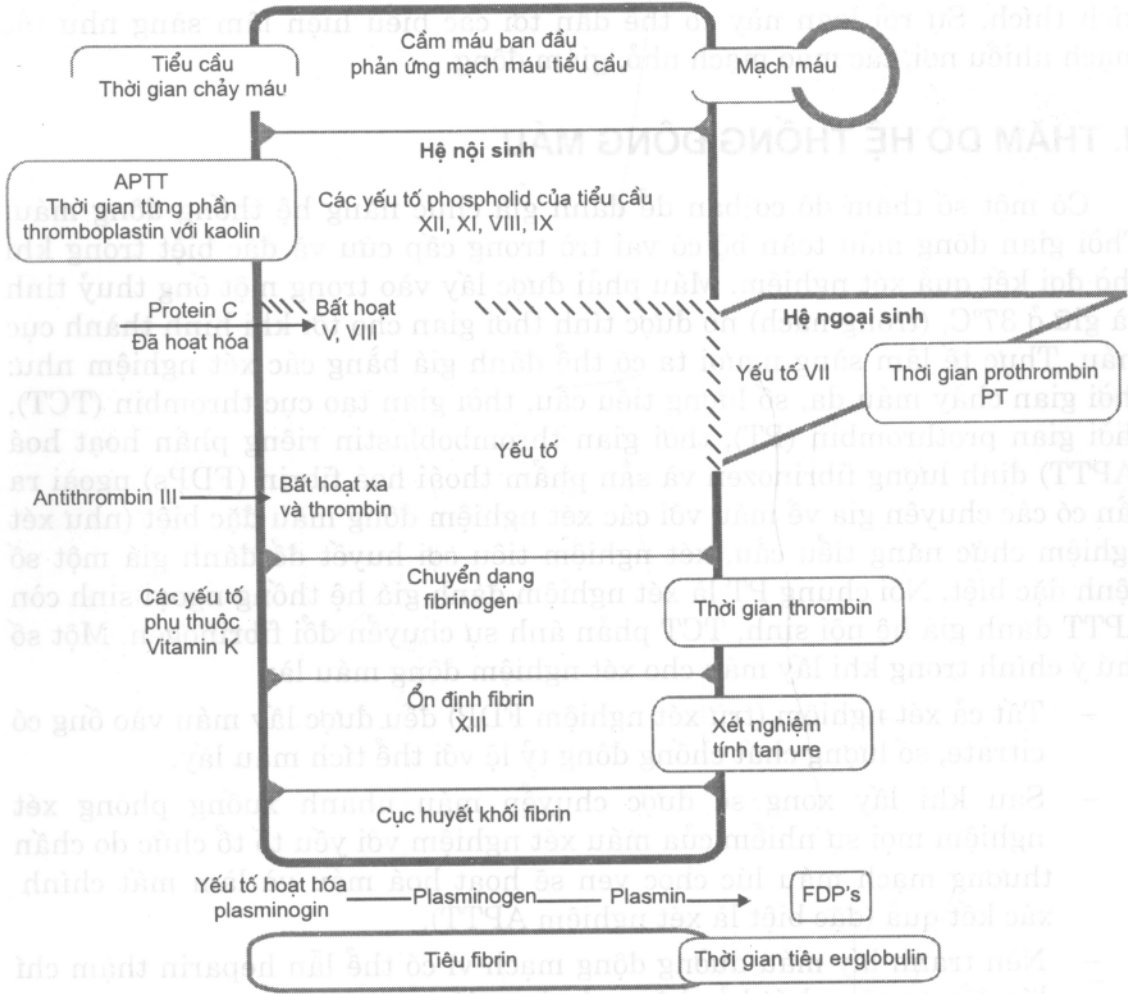 Cầm máu ban đầu
phản ứng mạch máu tiểu cầu
Tiểu cầu
Thời gian chảy máu
Mạch máu
Hệ nội sinh
APTT
Thời gian từng phần
thromboplastin với kaolin
Các yếu tố phospholid của tiểu cầu
XII, XI, VIII, IX
Protein C
Đã hoạt hóa
Bất hoạt
V, VIII
Hệ ngoại sinh
Yếu tố VII
Thời gian prothrombin
PT
Yếu tố
Antithrombin III
Bất hoạt xa
và thrombin
Các yếu tố
phụ thuộc
Vitamin K
Chuyển dạng
fibrinogen
Thời gian thrombin
Ổn định fibrin
XIII
Xét nghiệm
tính tan ure
Cục huyết khối fibrin
Yếu tố hoạt hóa
plasminogin
Plasminogen
Plasmin
FDP's
Tiêu fibrin
Thời gian tiêu euglobulin